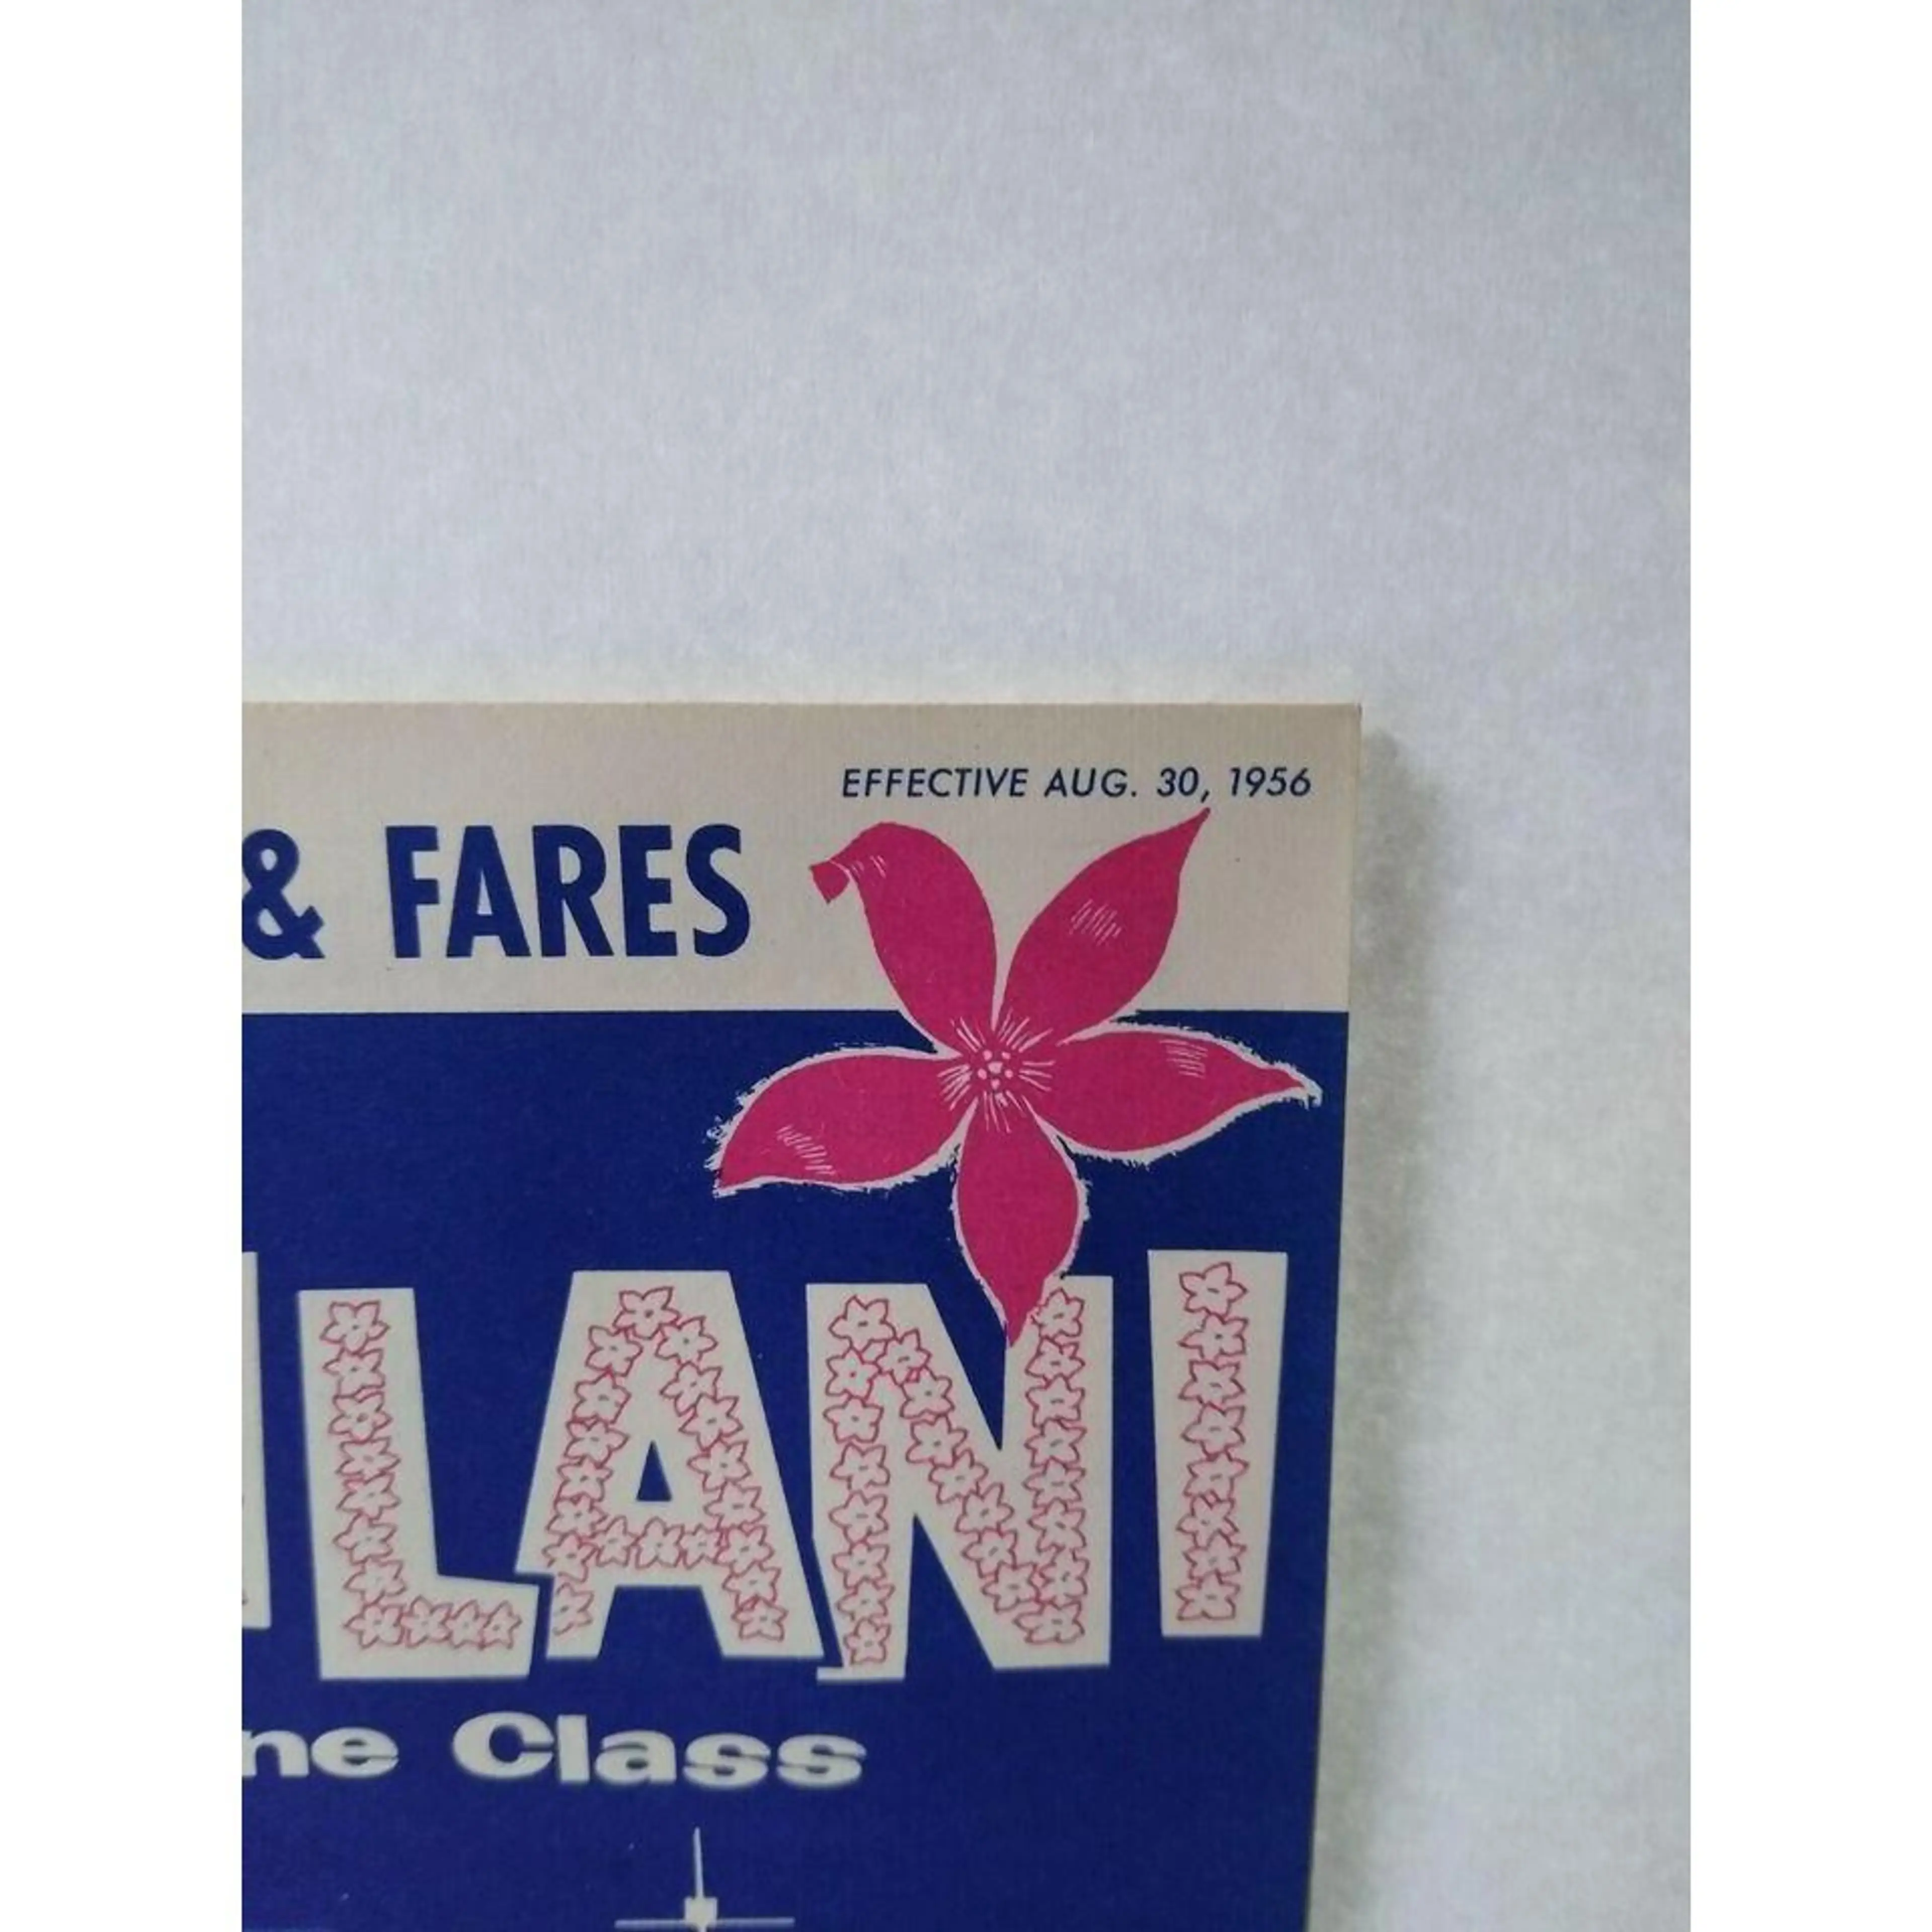 EFFECTIVE AUG. 30, 1956
& FARES
LANI
ne Class